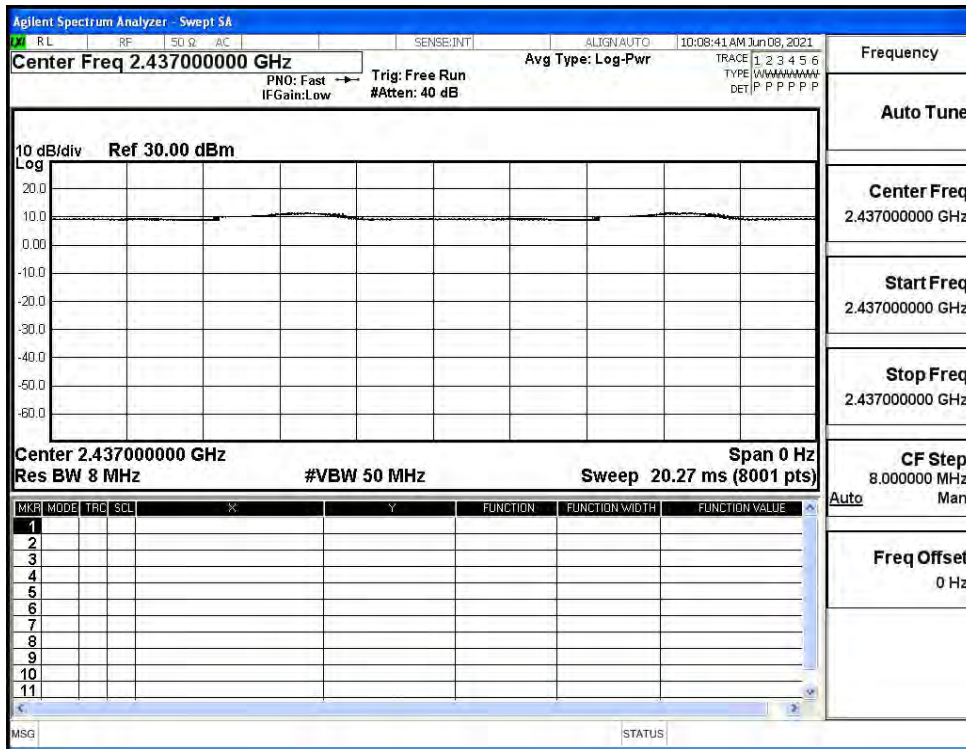 Agilent Spectrum Analyzer - Swept SA
LXI RL RF 50 Ω AC SENSE:INT ALIGN AUTO 10:08:41 AM Jun 08, 2021
Center Freq 2.437000000 GHz
PNO: Fast
IFGain:Low
Trig: Free Run
#Atten: 40 dB
Avg Type: Log-Pwr
TRACE 1 2 3 4 5 6
TYPE WWWWWW
DET P P P P P P
10 dB/div Ref 30.00 dBm
Log
20.0
10.0
0.00
-10.0
-20.0
-30.0
-40.0
-50.0
-60.0
Center 2.437000000 GHz Span 0 Hz
Res BW 8 MHz #VBW 50 MHz Sweep 20.27 ms (8001 pts)
MKR MODE TRC SCL X Y FUNCTION FUNCTION WIDTH FUNCTION VALUE
1
2
3
4
5
6
7
8
9
10
11
MSG STATUS
Frequency
Auto Tune
Center Freq
2.437000000 GHz
Start Freq
2.437000000 GHz
Stop Freq
2.437000000 GHz
CF Step
8.000000 MHz
Auto Man
Freq Offset
0 Hz